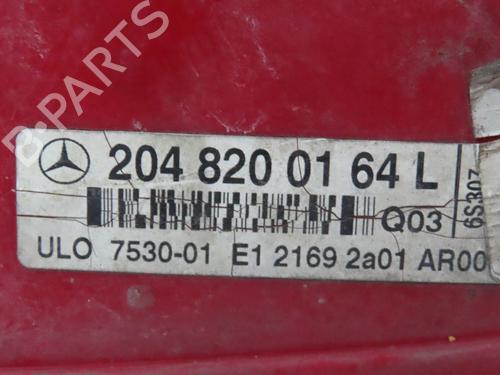 204 820 01 64 L
Q03
6S307
ULO 7530-01 E1 2169 2a01 AR00
B-PARTS